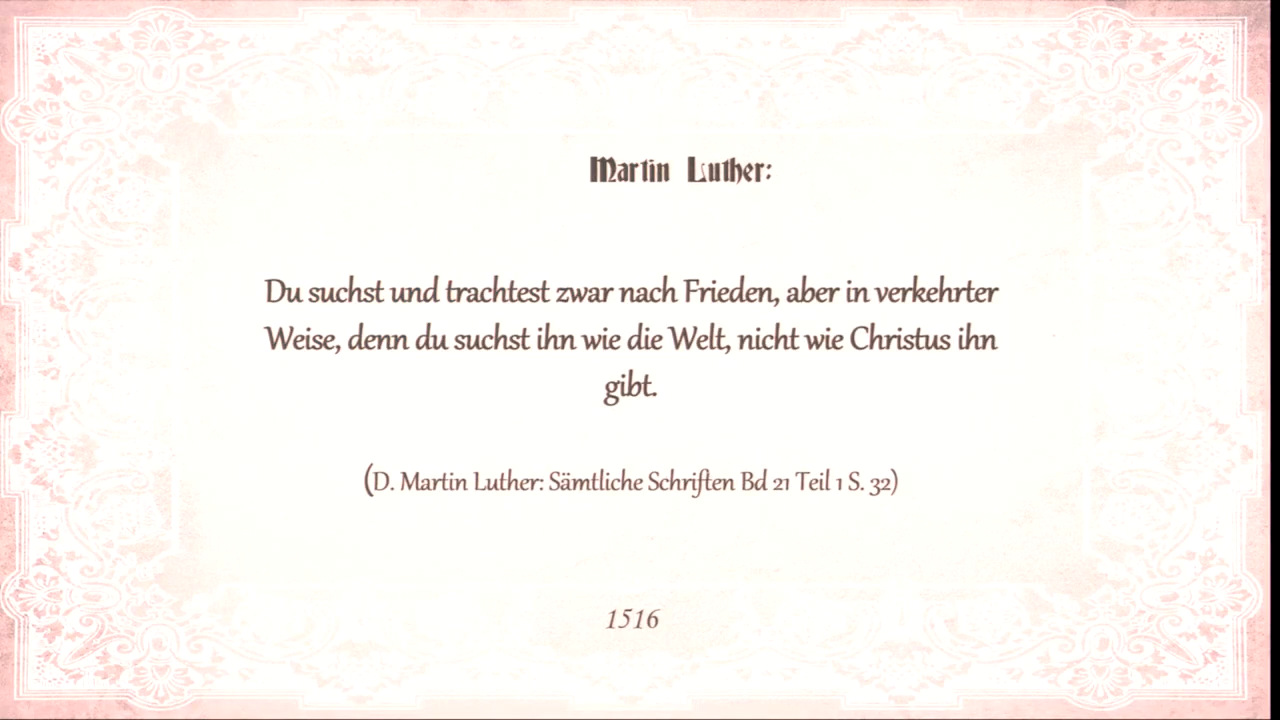 Martin Luther:
Du suchst und trachtest zwar nach Frieden, aber in verkehrter
Weise, denn du suchst ihn wie die Welt, nicht wie Christus ihn
gibt.
(D. Martin Luther: Sämtliche Schriften Bd 21 Teil 1 S. 32)
1516